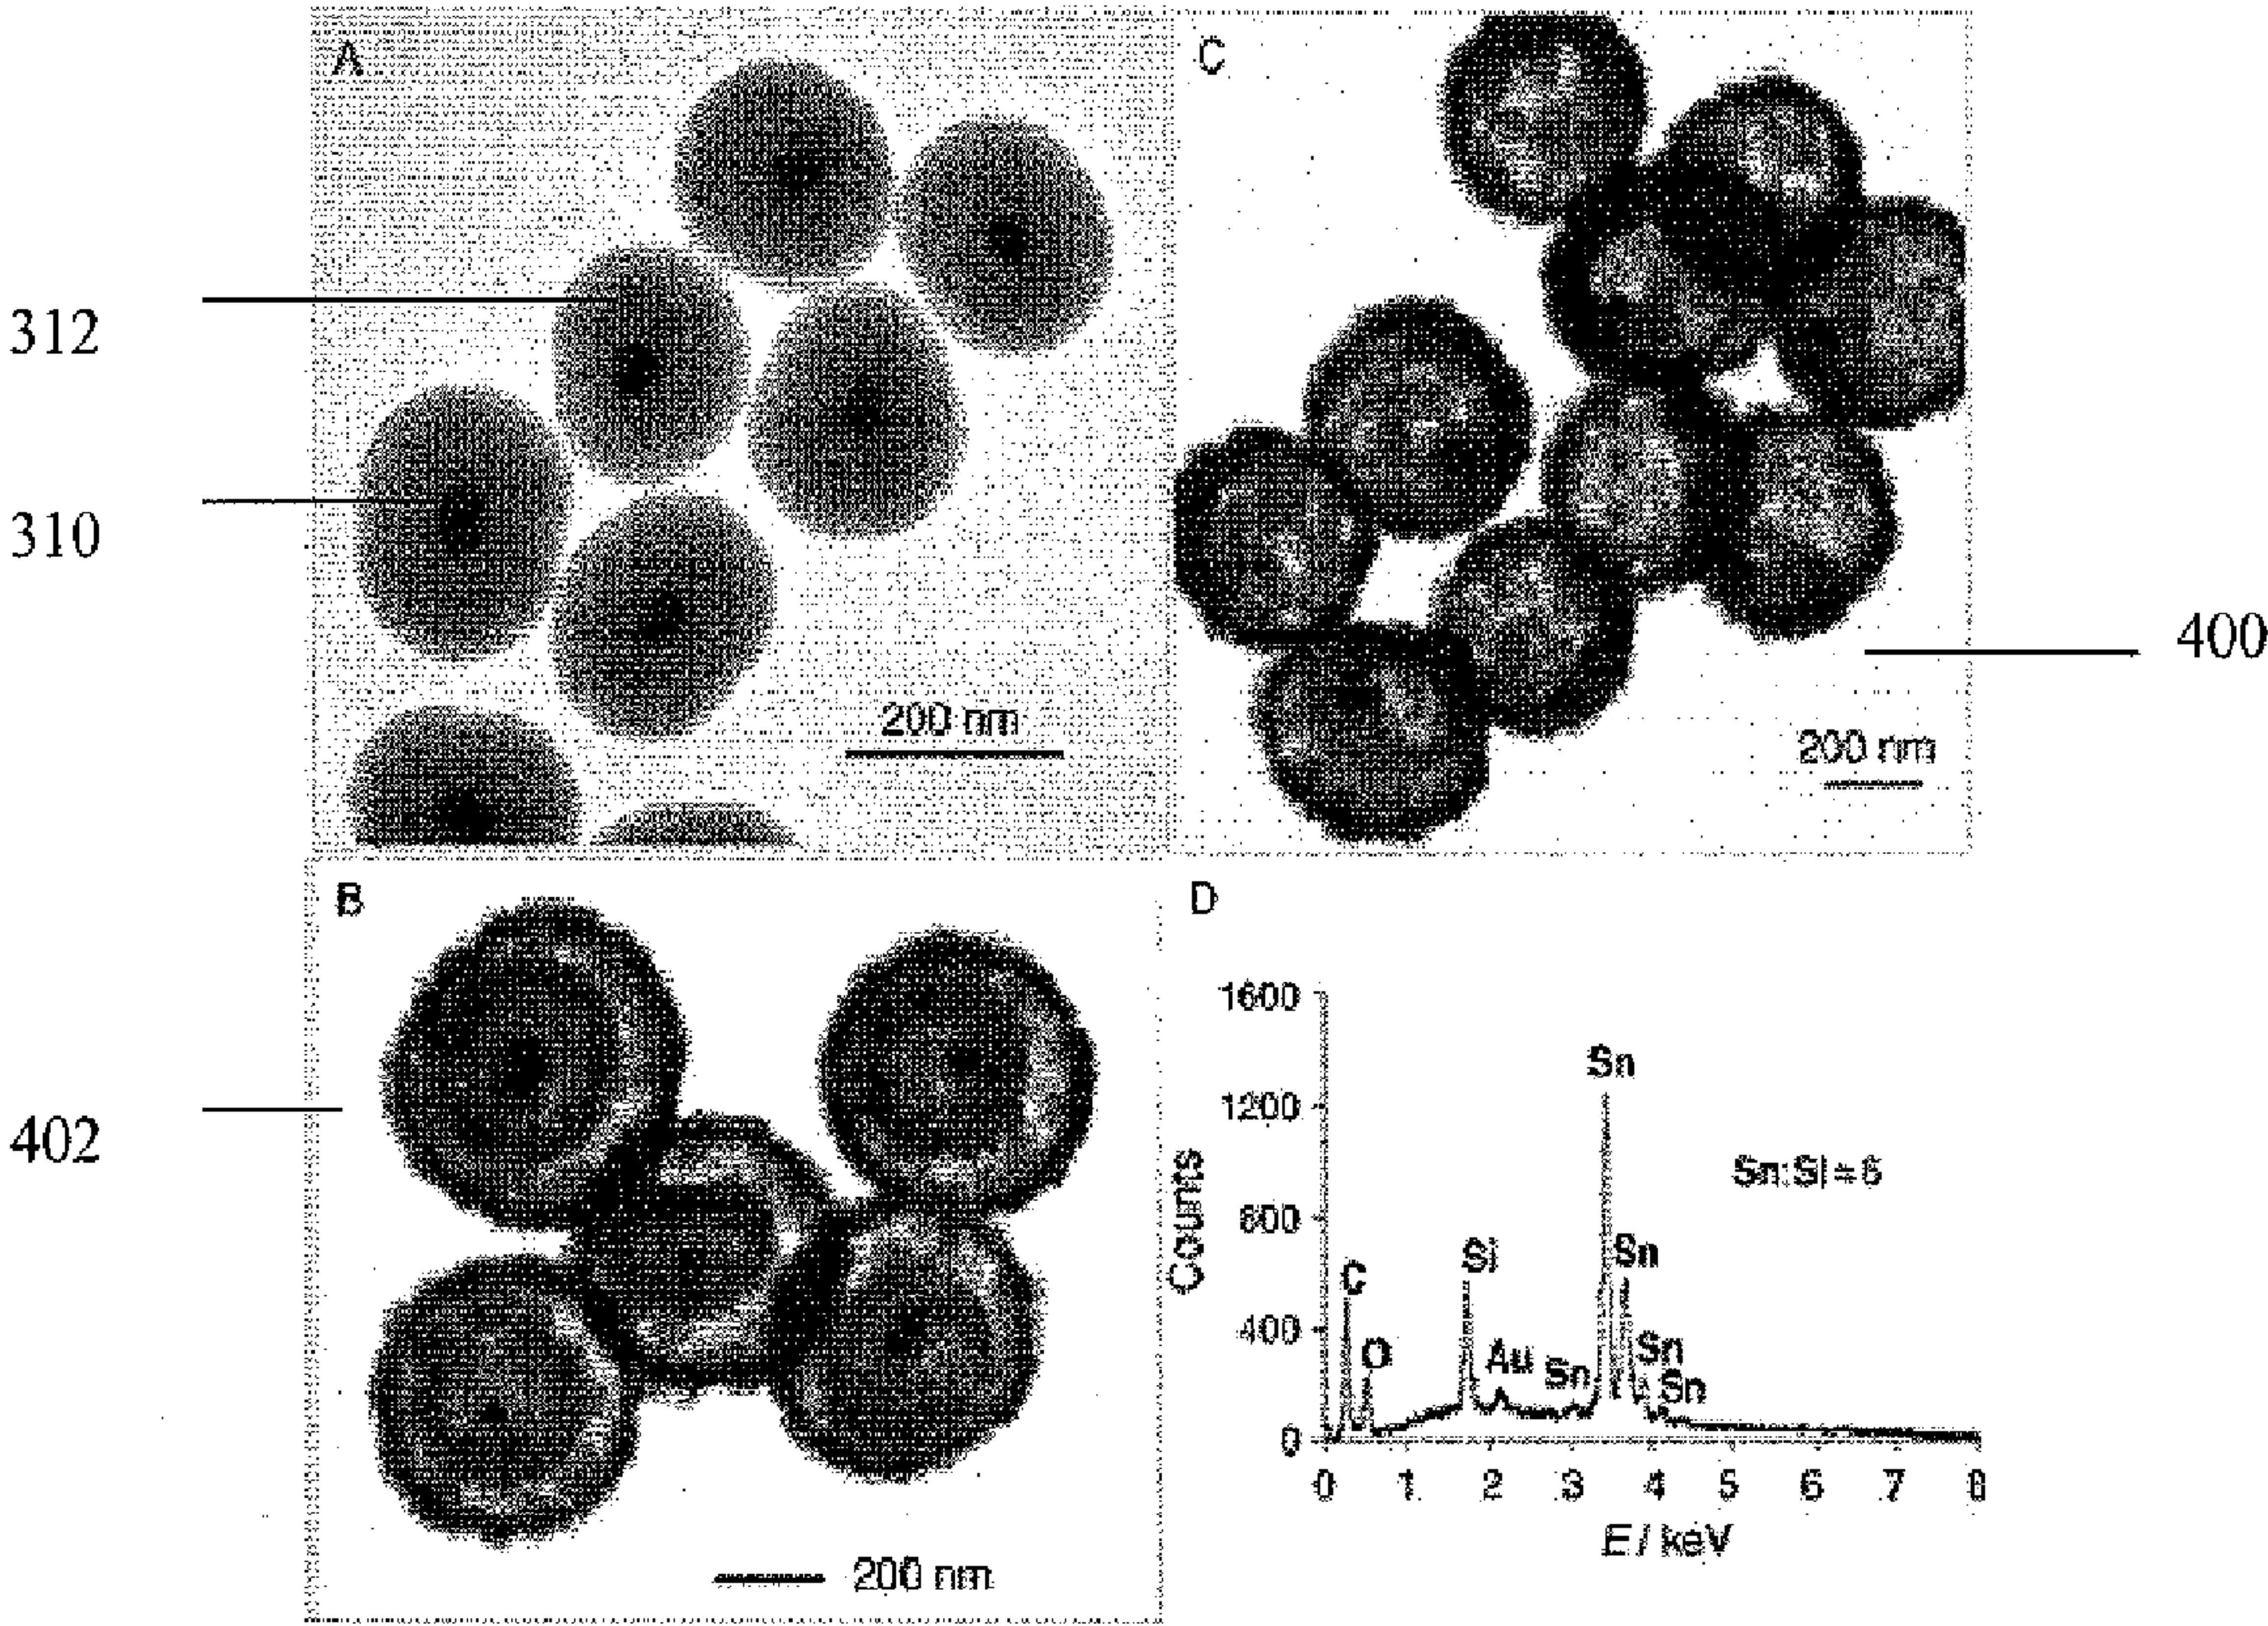 A
C
312
310
200 nm
400
200 nm
B
402
200 nm
D
1600
1200
800
400
0
Counts
Sn
Sn:Si = 6
Sn
Si
C
O
Au
Sn
Sn
Sn
0 1 2 3 4 5 6 7 8
E / keV